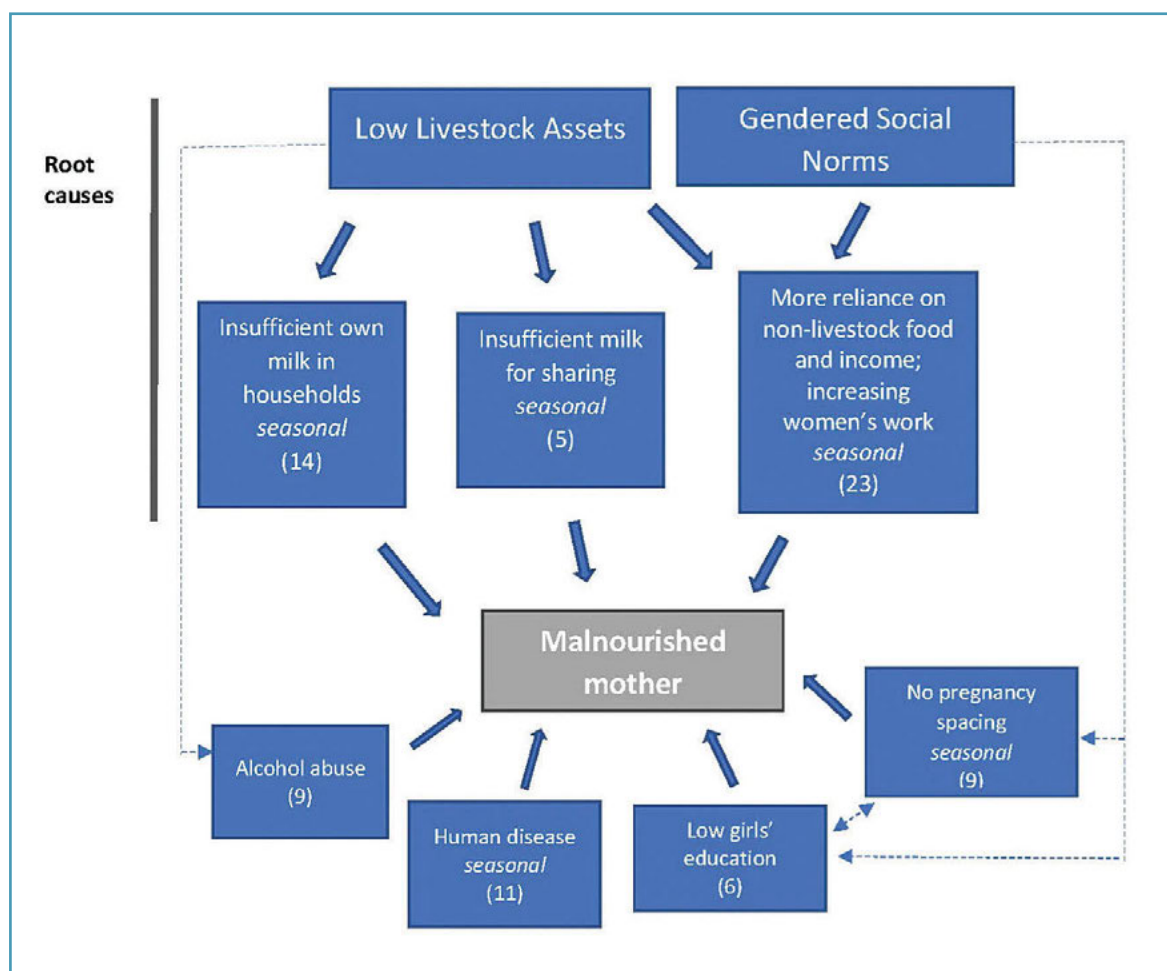 Root
causes
Low Livestock Assets
Gendered Social
Norms
Insufficient own
milk in
households
seasonal
(14)
Insufficient milk
for sharing
seasonal
(5)
More reliance on
non-livestock food
and income;
increasing
women's work
seasonal
(23)
Malnourished
mother
Alcohol abuse
(9)
Human disease
seasonal
(11)
Low girls'
education
(6)
No pregnancy
spacing
seasonal
(9)